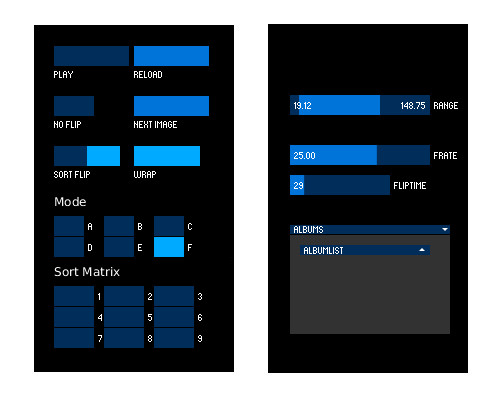 PLAY RELOAD
NO FLIP NEXT IMAGE
SORT FLIP WRAP
Mode
A B C
D E F
Sort Matrix
1 2 3
4 5 6
7 8 9
19.12 148.75 RANGE
25.00 FRATE
29 FLIPTIME
ALBUMS
ALBUMLIST